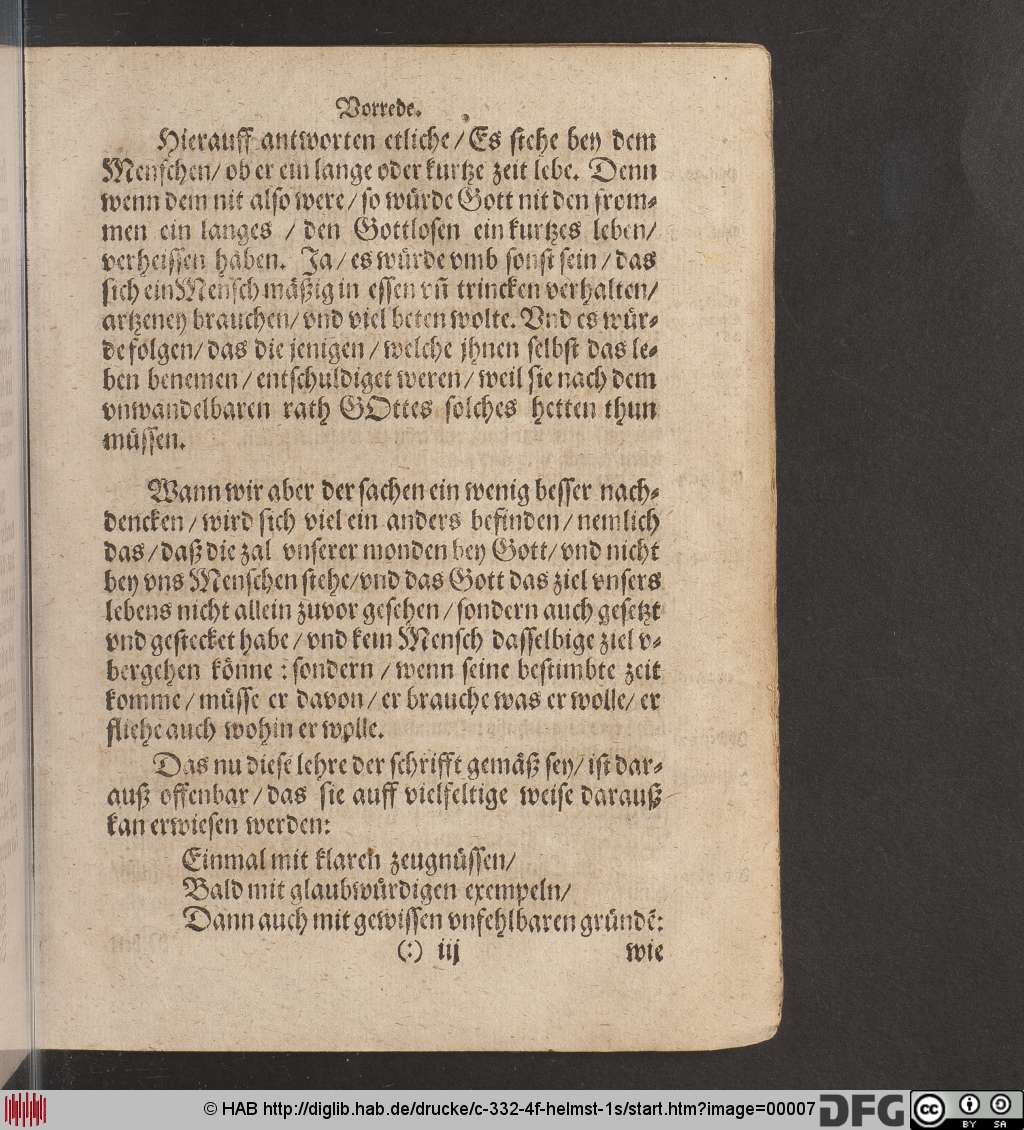 Vorrede.
Hierauff antworten etliche/ Es stehe bey dem
Menschen/ ob er ein lange oder kurtze zeit lebe. Denn
wenn dem nit also were/ so würde Gott nit den from-
men ein langes / den Gottlosen ein kurtzes leben/
verheissen haben. Ja/ es würde vmb sonst sein/ das
sich ein Mensch mäßig in essen vñ trincken verhalten/
artzeney brauchen/ vnd viel beten wolte. Vnd es wür-
de folgen/ das die jenigen/ welche jhnen selbst das le-
ben benemen/ entschuldiget weren/ weil sie nach dem
vnwandelbaren rath GOttes solches hetten thun
müssen.
Wann wir aber der sachen ein wenig besser nach-
dencken/ wird sich viel ein anders befinden/ nemlich
das/ daß die zal vnserer monden bey Gott/ vnd nicht
bey vns Menschen stehe/ vnd das Gott das ziel vnsers
lebens nicht allein zuvor gesehen/ sondern auch gesetzt
vnd gestecket habe/ vnd kein Mensch dasselbige ziel v-
bergehen könne : sondern/ wenn seine bestimbte zeit
komme/ müsse er davon/ er brauche was er wolle/ er
fliehe auch wohin er wolle.
Das nu diese lehre der schrifft gemäß sey/ ist dar-
auß offenbar/ das sie auff vielfeltige weise darauß
kan erwiesen werden:
Einmal mit klaren zeugnüssen/
Bald mit glaubwürdigen exempeln/
Dann auch mit gewissen vnfehlbaren gründẽ:
(:) iij wie
© HAB http://diglib.hab.de/drucke/c-332-4f-helmst-1s/start.htm?image=00007
DFG
cc BY SA